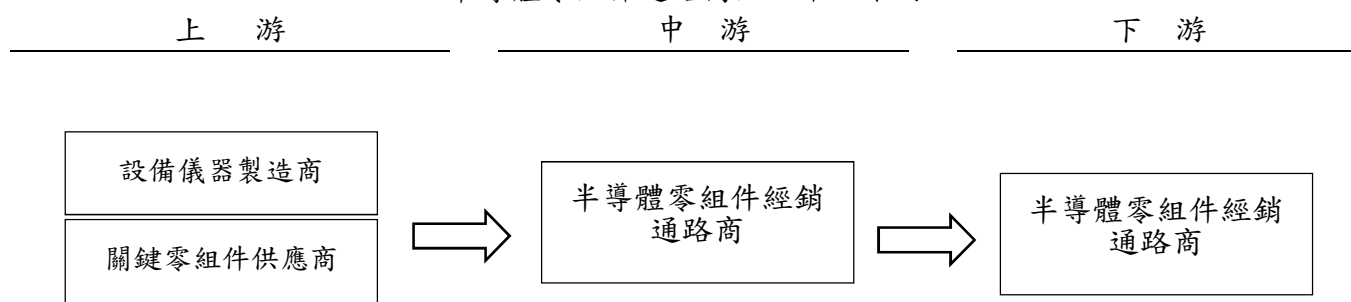 上 游
中 游
下 游
設備儀器製造商
關鍵零組件供應商
半導體零組件經銷
通路商
半導體零組件經銷
通路商